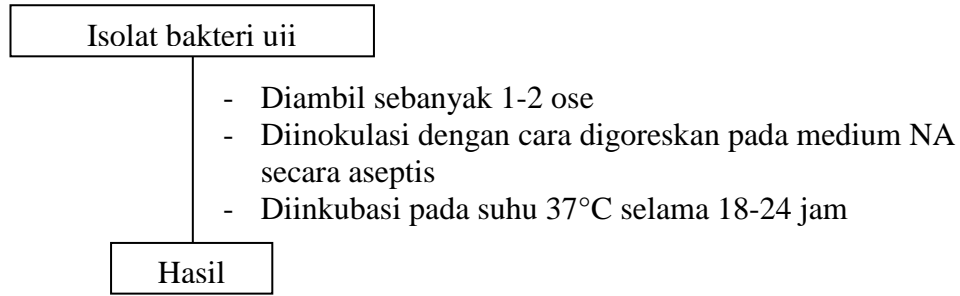 Isolat bakteri uji
- Diambil sebanyak 1-2 ose
- Diinokulasi dengan cara digoreskan pada medium NA
secara aseptis
- Diinkubasi pada suhu 37°C selama 18-24 jam
Hasil